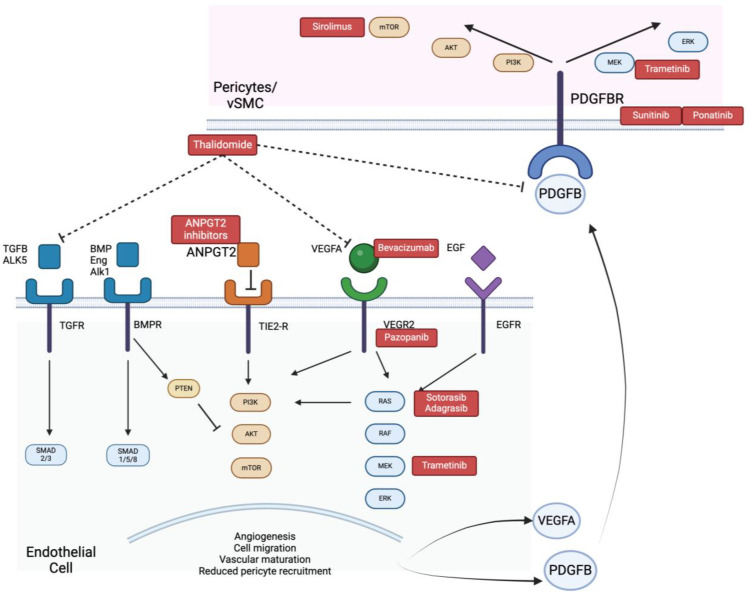 Sirolimus
mTOR
AKT
PI3K
ERK
MEK
Trametinib
Pericytes/
vSMC
PDGFBR
Sunitinib
Ponatinib
Thalidomide
PDGFB
TGFB
ALK5
BMP
Eng
Alk1
ANPGT2
inhibitors
ANPGT2
VEGFA
Bevacizumab
EGF
TGFR
BMPR
TIE2-R
VEGR2
EGFR
Pazopanib
PTEN
PI3K
RAS
Sotorasib
Adagrasib
AKT
RAF
SMAD
2/3
SMAD
1/5/8
mTOR
MEK
Trametinib
ERK
Endothelial
Cell
Angiogenesis
Cell migration
Vascular maturation
Reduced pericyte recruitment
VEGFA
PDGFB